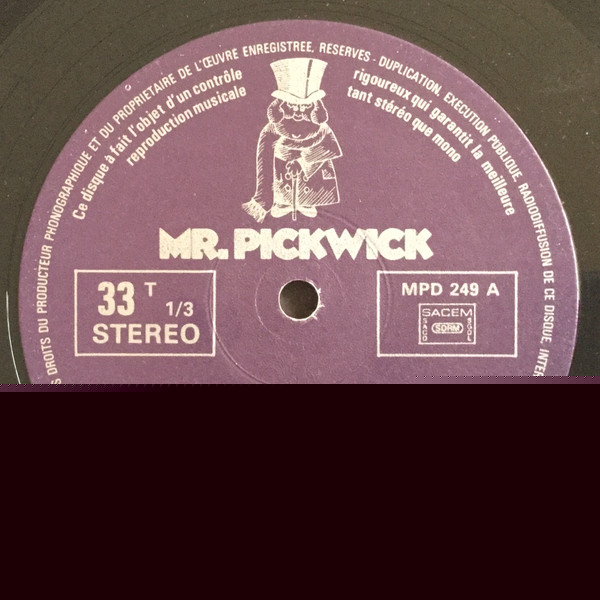 S DROITS DU PRODUCTEUR PHONOGRAPHIQUE ET DU PROPRIETAIRE DE L'ŒUVRE ENREGISTREE, RESERVES - DUPLICATION, EXECUTION PUBLIQUE, RADIODIFFUSION DE CE DISQUE, INTER
Ce disque à fait l'objet d'un contrôle
rigoureux qui garantit la meilleure
reproduction musicale
tant stéréo que mono
MR. PICKWICK
33 T 1/3
STEREO
MPD 249 A
SACEM
SACD
SDRM
SGDL